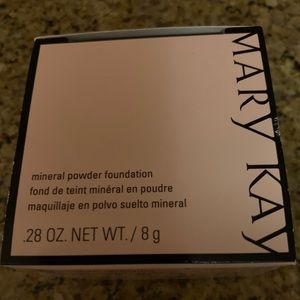 MARY KAY
mineral powder foundation
fond de teint minéral en poudre
maquillaje en polvo suelto mineral
.28 OZ. NET WT. / 8 g